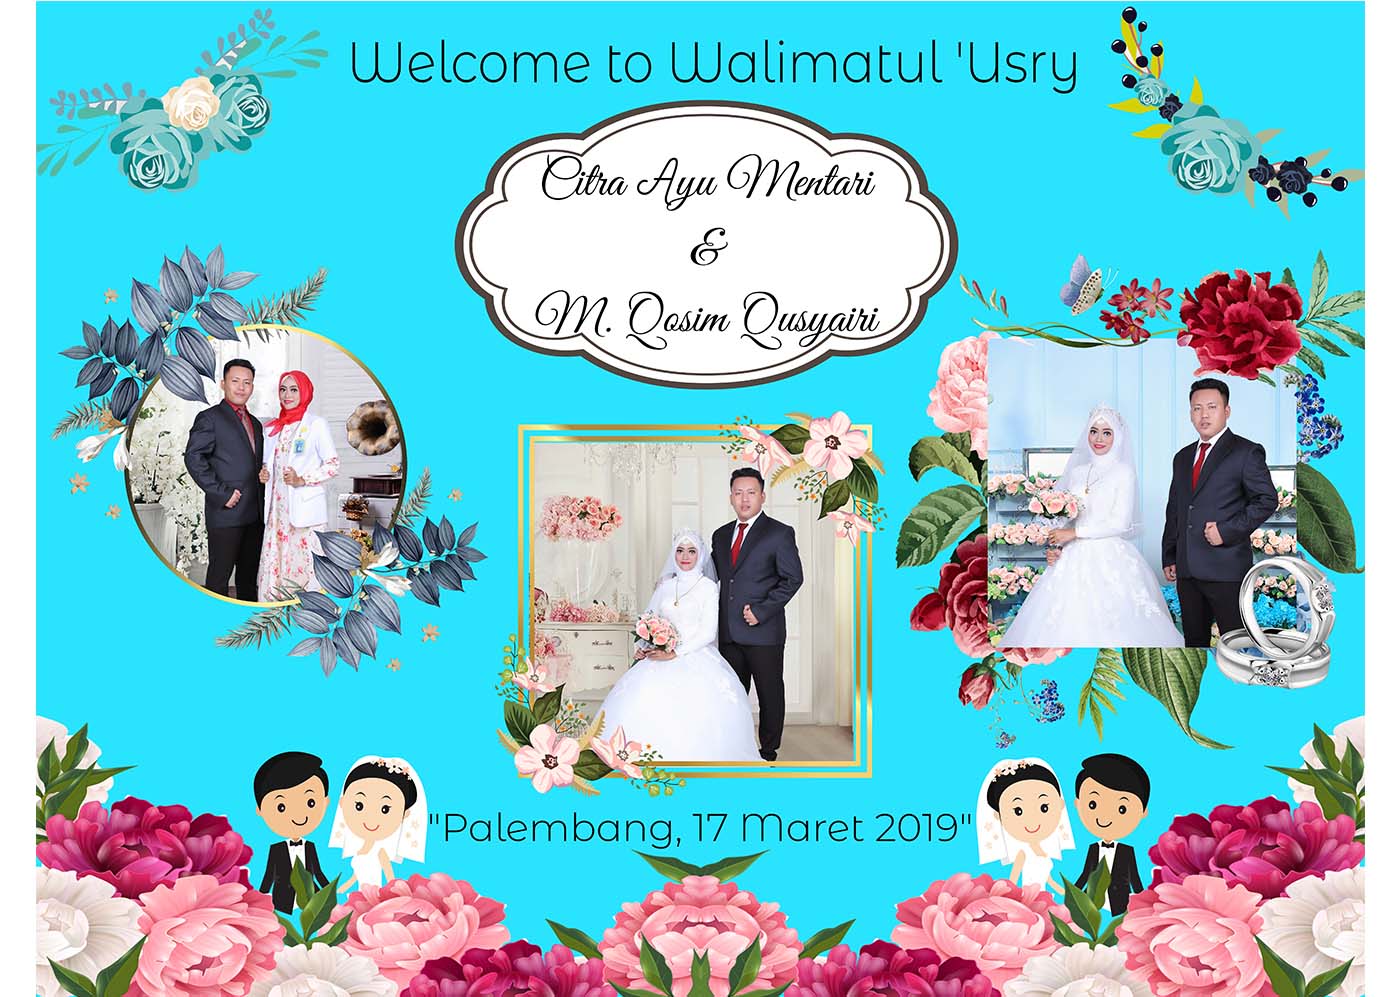 Welcome to Walimatul 'Usry
Citra Ayu Mentari
&
M. Qosim Qusyairi
"Palembang, 17 Maret 2019"